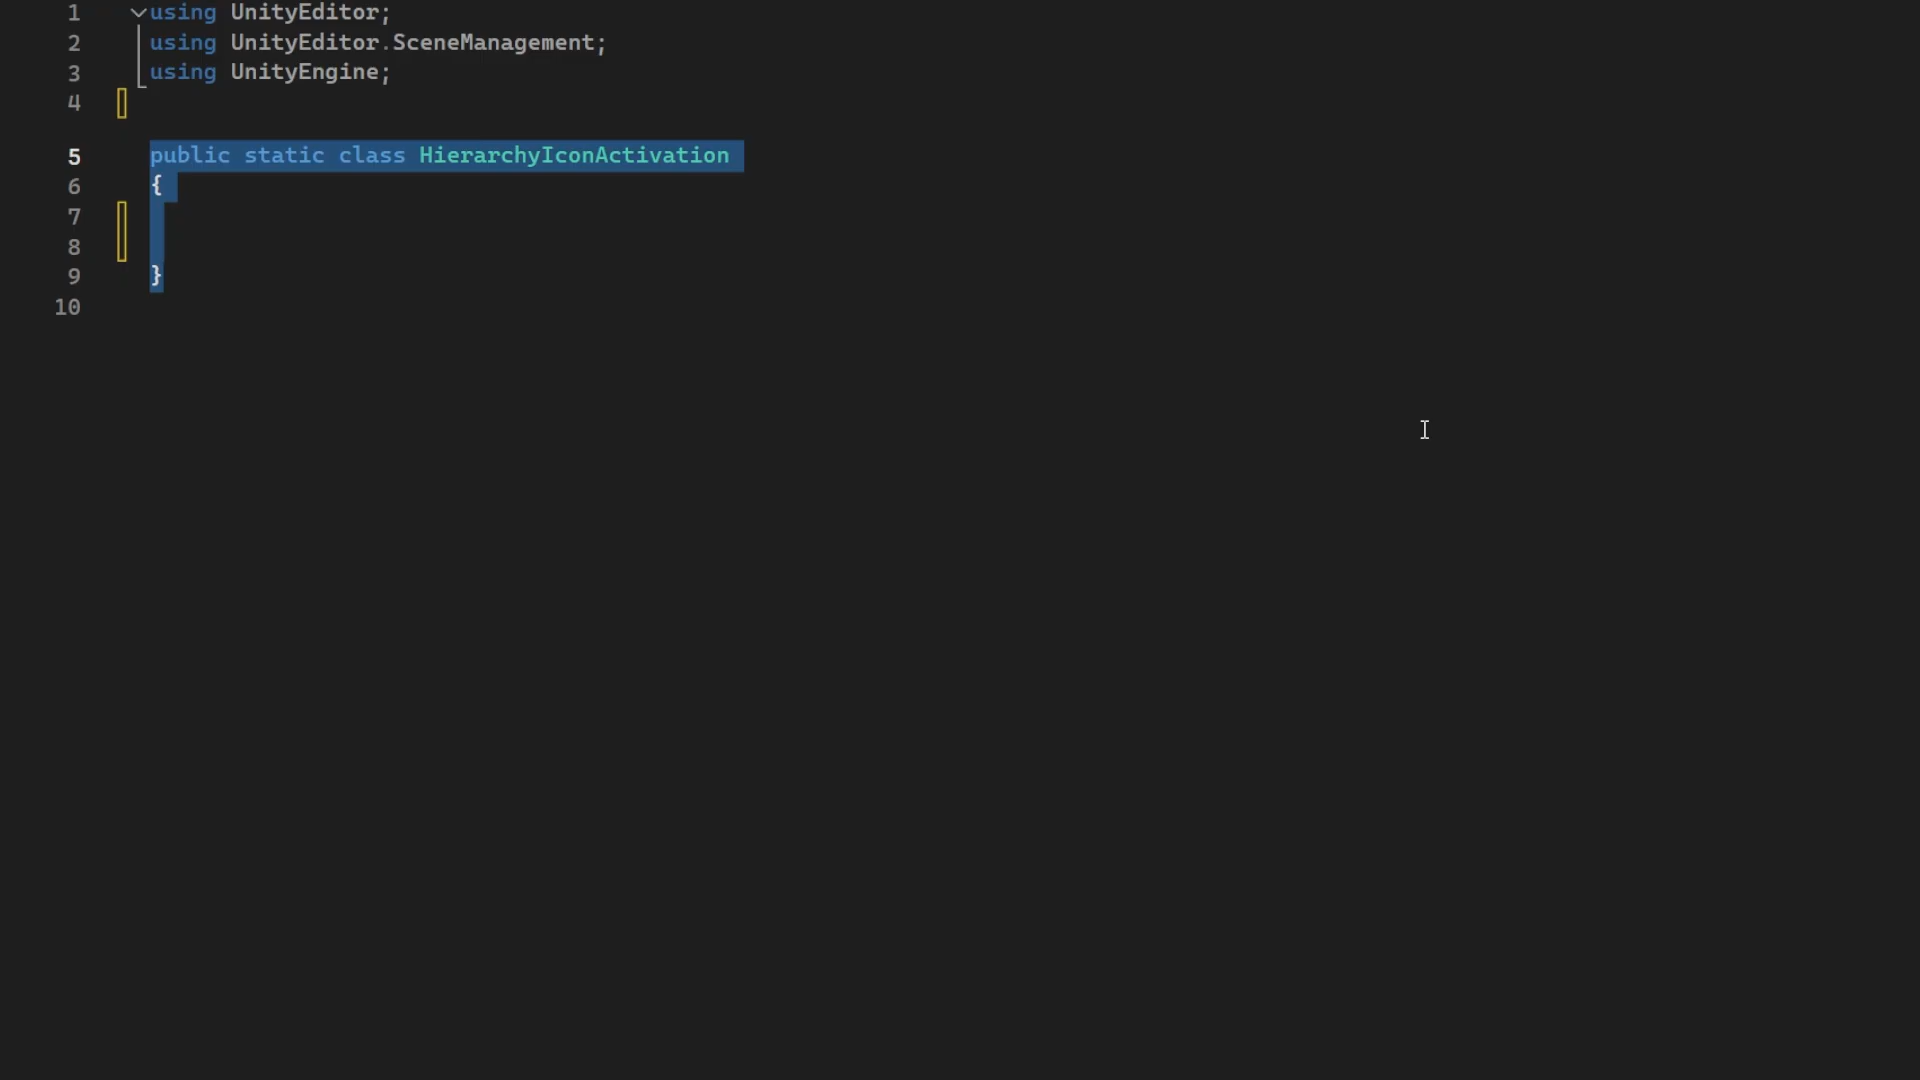 1 using UnityEditor;
2 using UnityEditor.SceneManagement;
3 using UnityEngine;
4
5 public static class HierarchyIconActivation
6 {
7
8
9 }
10